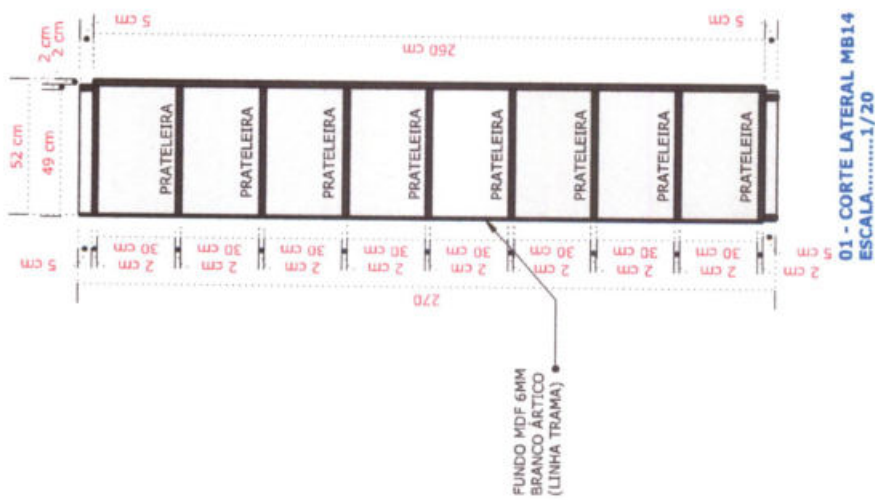 5 cm
260 cm
5 cm
2 cm
2 cm
52 cm
49 cm
PRATELEIRA
PRATELEIRA
PRATELEIRA
PRATELEIRA
PRATELEIRA
PRATELEIRA
PRATELEIRA
PRATELEIRA
5 cm
30 cm
30 cm
30 cm
30 cm
30 cm
30 cm
30 cm
30 cm
5 cm
2 cm
2 cm
2 cm
2 cm
2 cm
2 cm
2 cm
2 cm
2 cm
270
FUNDO MDF 6MM
BRANCO ÁRTICO
(LINHA TRAMA)
01 - CORTE LATERAL MB14
ESCALA.........1/20